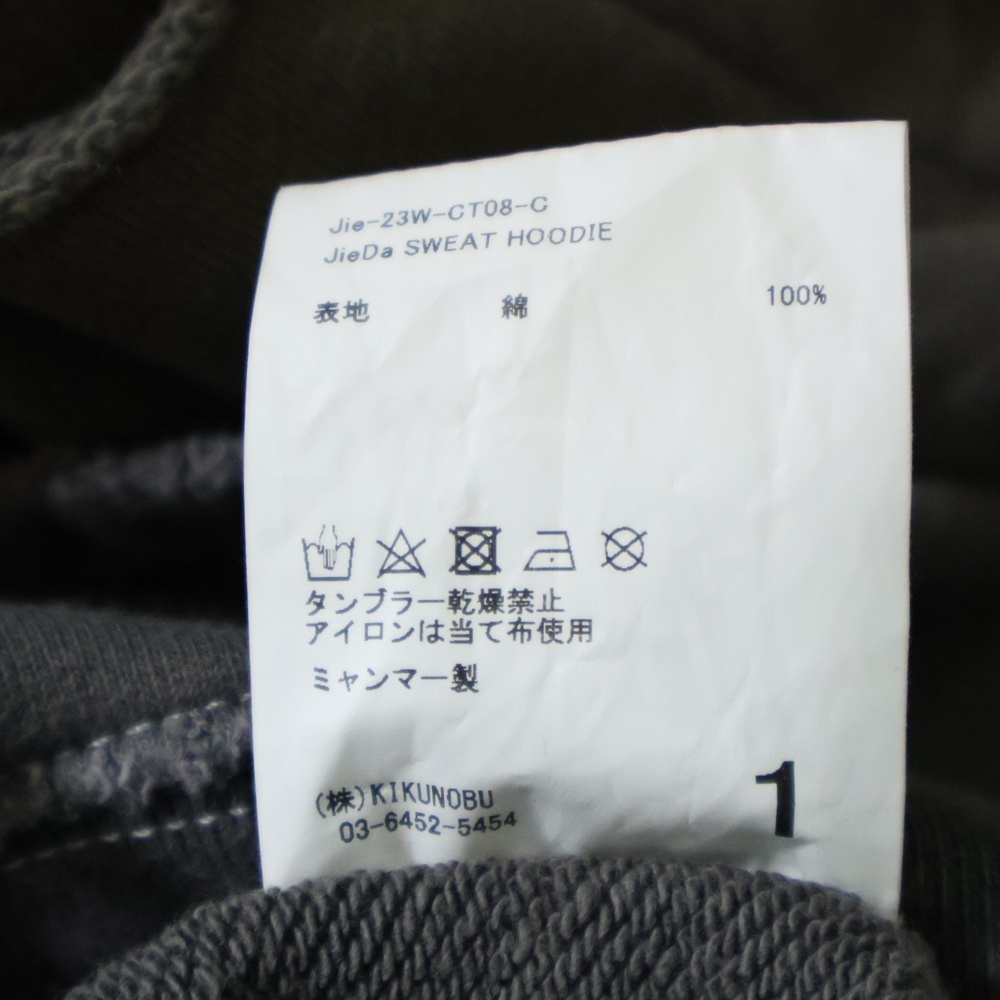 Jie-23W-CT08-C
JieDa SWEAT HOODIE
表地 綿 100%
タンブラー乾燥禁止
アイロンは当て布使用
ミャンマー製
(株)KIKUNOBU
03-6452-5454
1